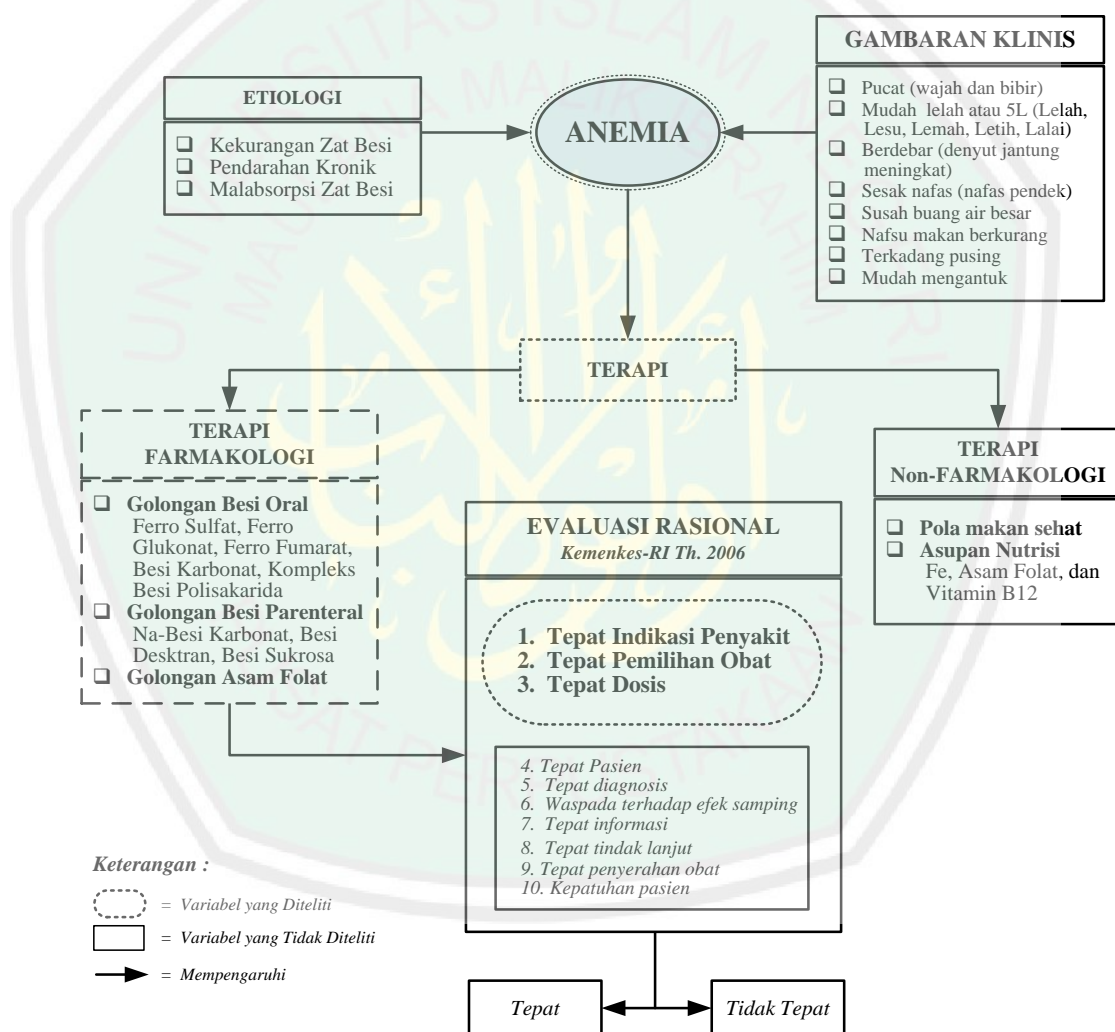 GAMBARAN KLINIS
❑ Pucat (wajah dan bibir)
❑ Mudah lelah atau 5L (Lelah,
Lesu, Lemah, Letih, Lalai)
❑ Berdebar (denyut jantung
meningkat)
❑ Sesak nafas (nafas pendek)
❑ Susah buang air besar
❑ Nafsu makan berkurang
❑ Terkadang pusing
❑ Mudah mengantuk
ETIOLOGI
❑ Kekurangan Zat Besi
❑ Pendarahan Kronik
❑ Malabsorpsi Zat Besi
ANEMIA
TERAPI
TERAPI
FARMAKOLOGI
❑ Golongan Besi Oral
Ferro Sulfat, Ferro
Glukonat, Ferro Fumarat,
Besi Karbonat, Kompleks
Besi Polisakarida
❑ Golongan Besi Parenteral
Na-Besi Karbonat, Besi
Desktran, Besi Sukrosa
❑ Golongan Asam Folat
TERAPI
Non-FARMAKOLOGI
❑ Pola makan sehat
❑ Asupan Nutrisi
Fe, Asam Folat, dan
Vitamin B12
EVALUASI RASIONAL
Kemenkes-RI Th. 2006
1. Tepat Indikasi Penyakit
2. Tepat Pemilihan Obat
3. Tepat Dosis
4. Tepat Pasien
5. Tepat diagnosis
6. Waspada terhadap efek samping
7. Tepat informasi
8. Tepat tindak lanjut
9. Tepat penyerahan obat
10. Kepatuhan pasien
Keterangan :
= Variabel yang Diteliti
= Variabel yang Tidak Diteliti
= Mempengaruhi
Tepat
Tidak Tepat